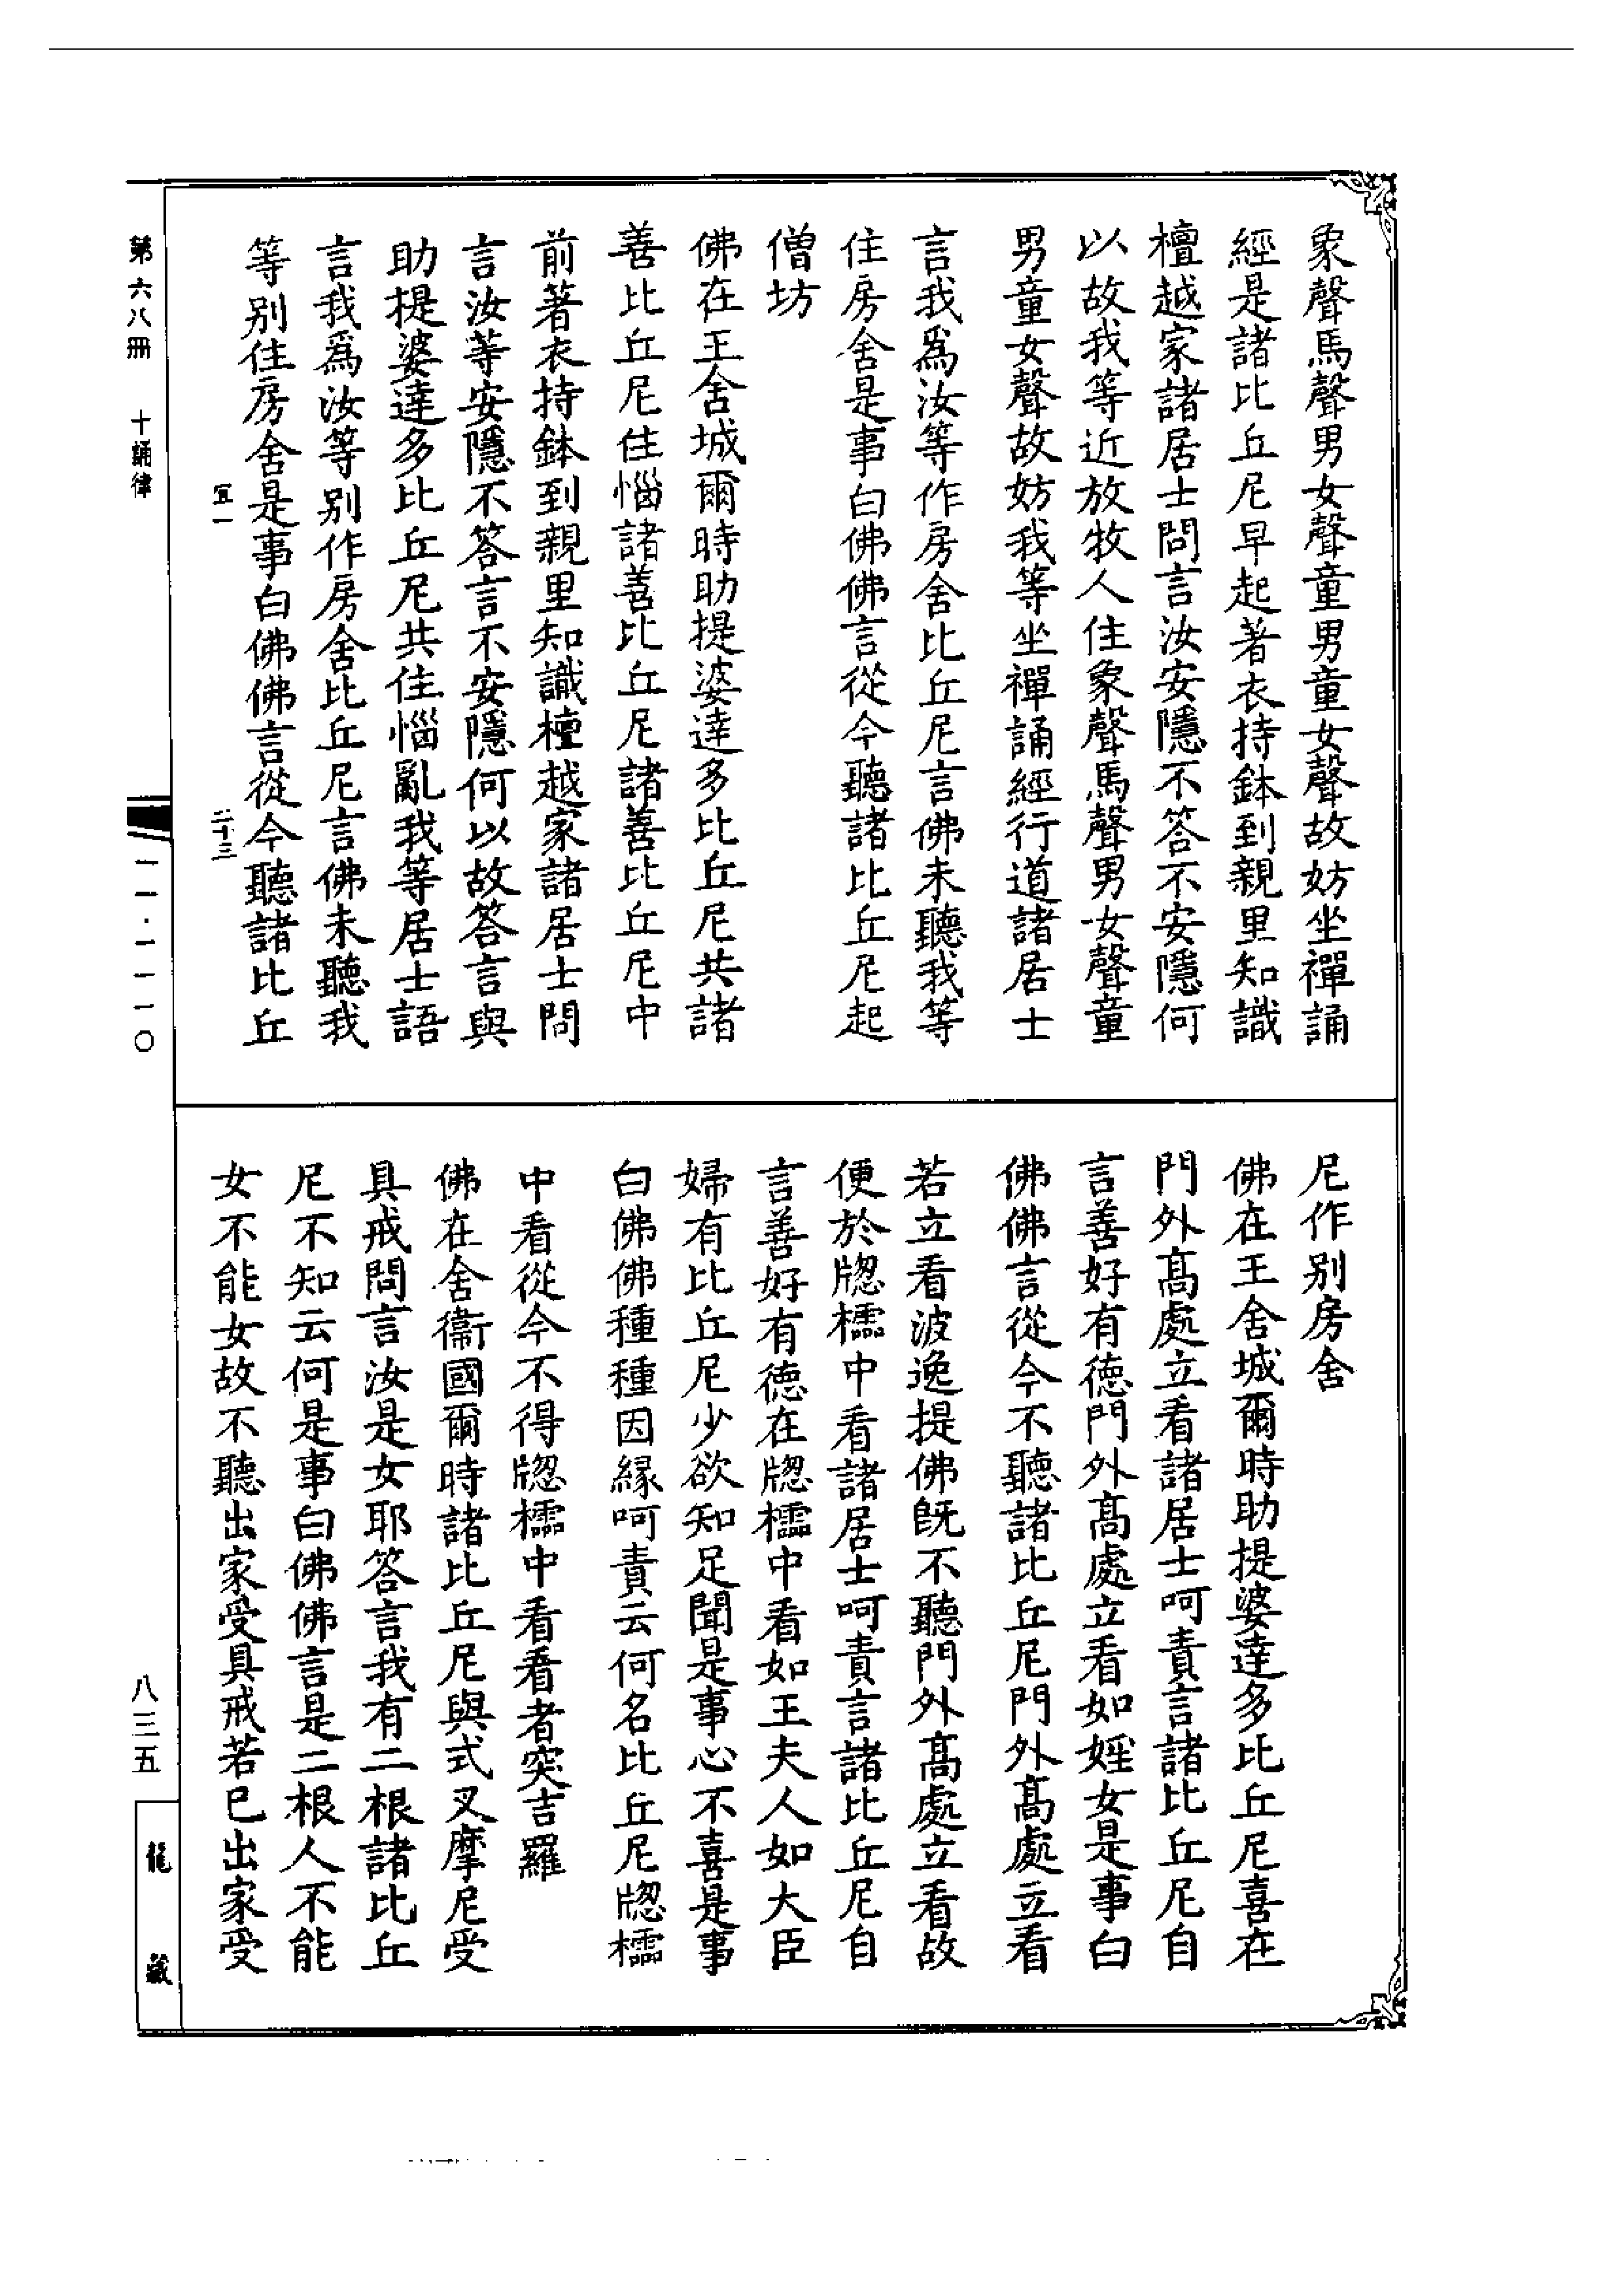 象聲馬聲男女聲童男童女聲故妨坐禪誦
經是諸比丘尼早起著衣持鉢到親里知識
檀越家諸居士問言汝安隱不答不安隱何
以故我等近放牧人住象聲馬聲男女聲童
男童女聲故妨我等坐禪誦經行道諸居士
言我爲汝等作房舍比丘尼言佛未聽我等
住房舍是事白佛佛言從今聽諸比丘尼起
僧坊
佛在王舍城爾時助提婆達多比丘尼共諸
善比丘尼住惱諸善比丘尼諸善比丘尼中
前著衣持鉢到親里知識檀越家諸居士問
言汝等安隱不答言不安隱何以故答言與
助提婆達多比丘尼共住惱亂我等居士語
言我爲汝等别作房舍比丘尼言佛未聽我
等别住房舍是事白佛佛言從今聽諸比丘
宜一
二十三
尼作别房舍
佛在王舍城爾時助提婆達多比丘尼喜在
門外髙處立看諸居士呵責言諸比丘尼自
言善好有德門外髙處立看如婬女是事白
佛佛言從今不聽諸比丘尼門外髙處立看
若立看波逸提佛旣不聽門外髙處立看故
便於牎櫺中看諸居士呵責言諸比丘尼自
言善好有德在牎櫺中看如王夫人如大臣
婦有比丘尼少欲知足聞是事心不喜是事
白佛佛種種因緣呵責云何名比丘尼牎櫺
中看從今不得牎櫺中看看者突吉羅
佛在舍衞國爾時諸比丘尼與式叉摩尼受
具戒問言汝是女耶答言我有二根諸比丘
尼不知云何是事白佛佛言是二根人不能
女不能女故不聽出家受具戒若已出家受
第六八册 十誦律
一一·一一一〇
八三五
龍藏